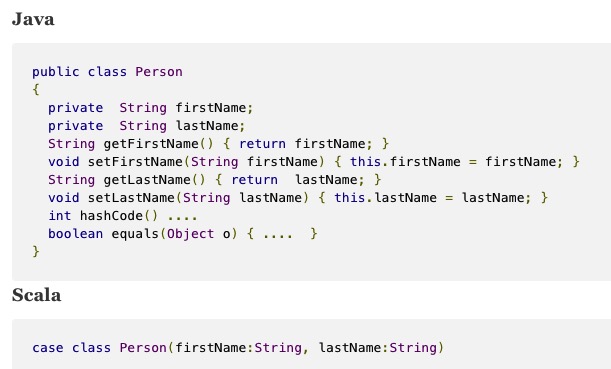 Java
public class Person
{
  private  String firstName;
  private  String lastName;
  String getFirstName() { return firstName; }
  void setFirstName(String firstName) { this.firstName = firstName; }
  String getLastName() { return  lastName; }
  void setLastName(String lastName) { this.lastName = lastName; }
  int hashCode() ....
  boolean equals(Object o) { ....  }
}
Scala
case class Person(firstName:String, lastName:String)